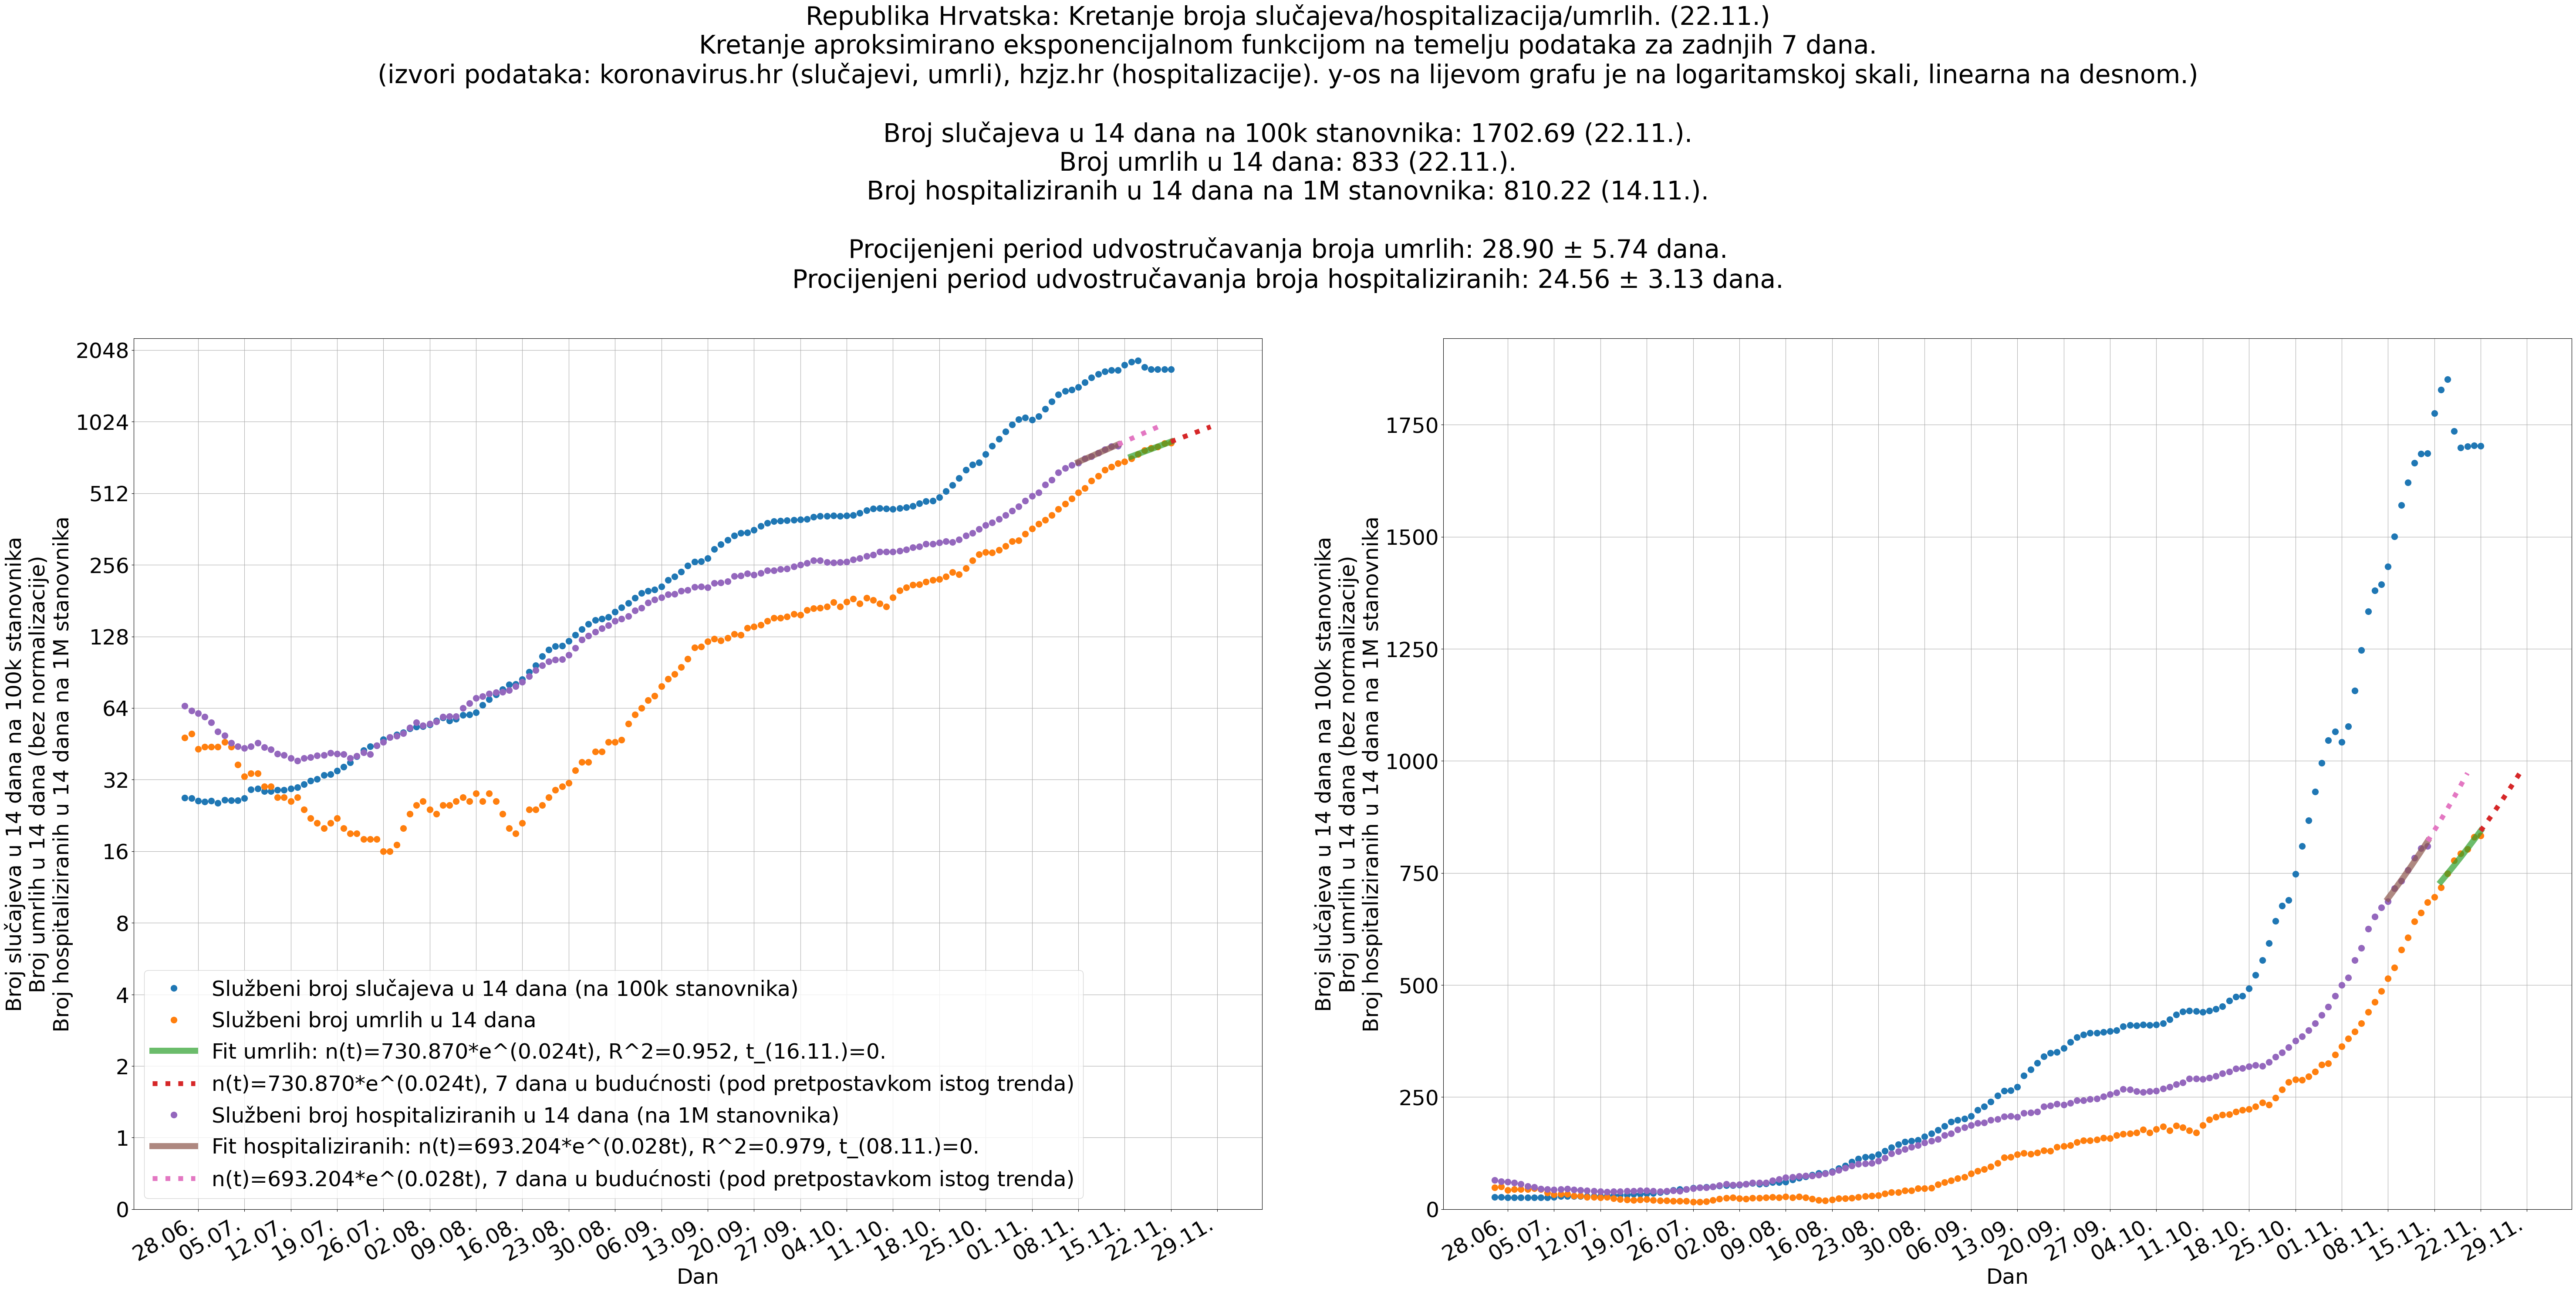 Republika Hrvatska: Kretanje broja slučajeva/hospitalizacija/umrlih. (22.11.)
Kretanje aproksimirano eksponencijalnom funkcijom na temelju podataka za zadnjih 7 dana.
(izvori podataka: koronavirus.hr (slučajevi, umrli), hzjz.hr (hospitalizacije). y-os na lijevom grafu je na logaritamskoj skali, linearna na desnom.)
Broj slučajeva u 14 dana na 100k stanovnika: 1702.69 (22.11.).
Broj umrlih u 14 dana: 833 (22.11.).
Broj hospitaliziranih u 14 dana na 1M stanovnika: 810.22 (14.11.).
Procijenjeni period udvostručavanja broja umrlih: 28.90 ± 5.74 dana.
Procijenjeni period udvostručavanja broja hospitaliziranih: 24.56 ± 3.13 dana.
Broj slučajeva u 14 dana na 100k stanovnika
Broj umrlih u 14 dana (bez normalizacije)
Broj hospitaliziranih u 14 dana na 1M stanovnika
2048
1024
512
256
128
64
32
16
8
4
2
1
0
Službeni broj slučajeva u 14 dana (na 100k stanovnika)
Službeni broj umrlih u 14 dana
Fit umrlih: n(t)=730.870*e^(0.024t), R^2=0.952, t_(16.11.)=0.
n(t)=730.870*e^(0.024t), 7 dana u budućnosti (pod pretpostavkom istog trenda)
Službeni broj hospitaliziranih u 14 dana (na 1M stanovnika)
Fit hospitaliziranih: n(t)=693.204*e^(0.028t), R^2=0.979, t_(08.11.)=0.
n(t)=693.204*e^(0.028t), 7 dana u budućnosti (pod pretpostavkom istog trenda)
28.06. 05.07. 12.07. 19.07. 26.07. 02.08. 09.08. 16.08. 23.08. 30.08. 06.09. 13.09. 20.09. 27.09. 04.10. 11.10. 18.10. 25.10. 01.11. 08.11. 15.11. 22.11. 29.11.
Dan
Broj slučajeva u 14 dana na 100k stanovnika
Broj umrlih u 14 dana (bez normalizacije)
Broj hospitaliziranih u 14 dana na 1M stanovnika
1750
1500
1250
1000
750
500
250
0
28.06. 05.07. 12.07. 19.07. 26.07. 02.08. 09.08. 16.08. 23.08. 30.08. 06.09. 13.09. 20.09. 27.09. 04.10. 11.10. 18.10. 25.10. 01.11. 08.11. 15.11. 22.11. 29.11.
Dan